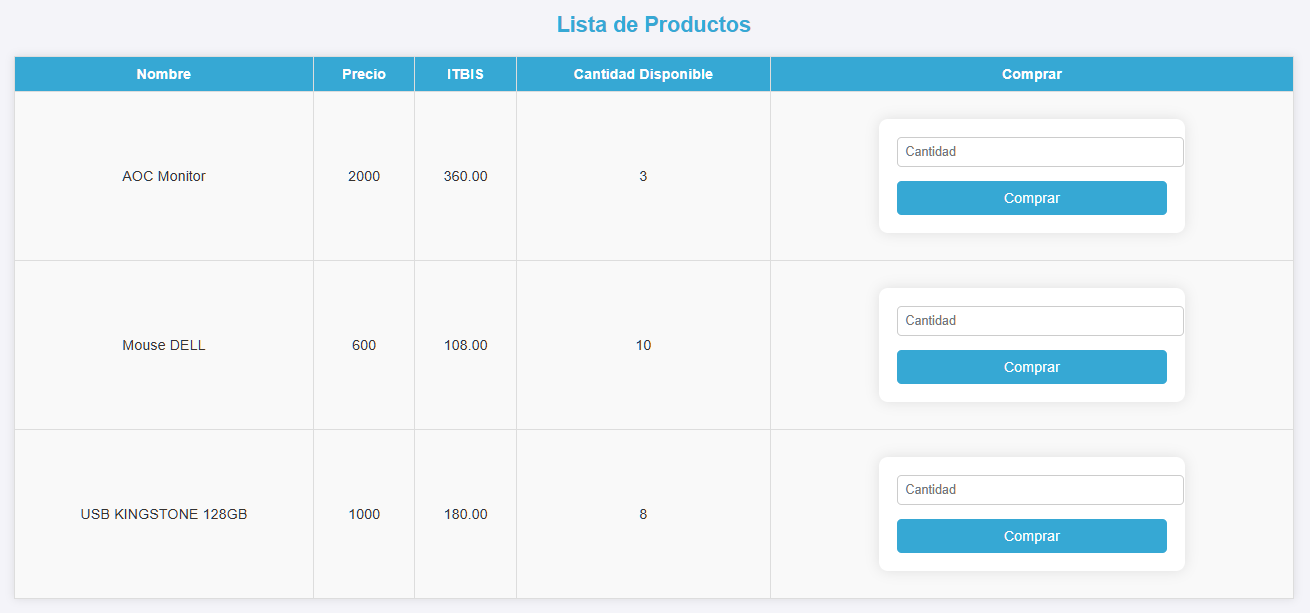 Lista de Productos
Nombre Precio ITBIS Cantidad Disponible Comprar
Cantidad
AOC Monitor 2000 360.00 3
Comprar
Cantidad
Mouse DELL 600 108.00 10
Comprar
Cantidad
USB KINGSTONE 128GB 1000 180.00 8
Comprar